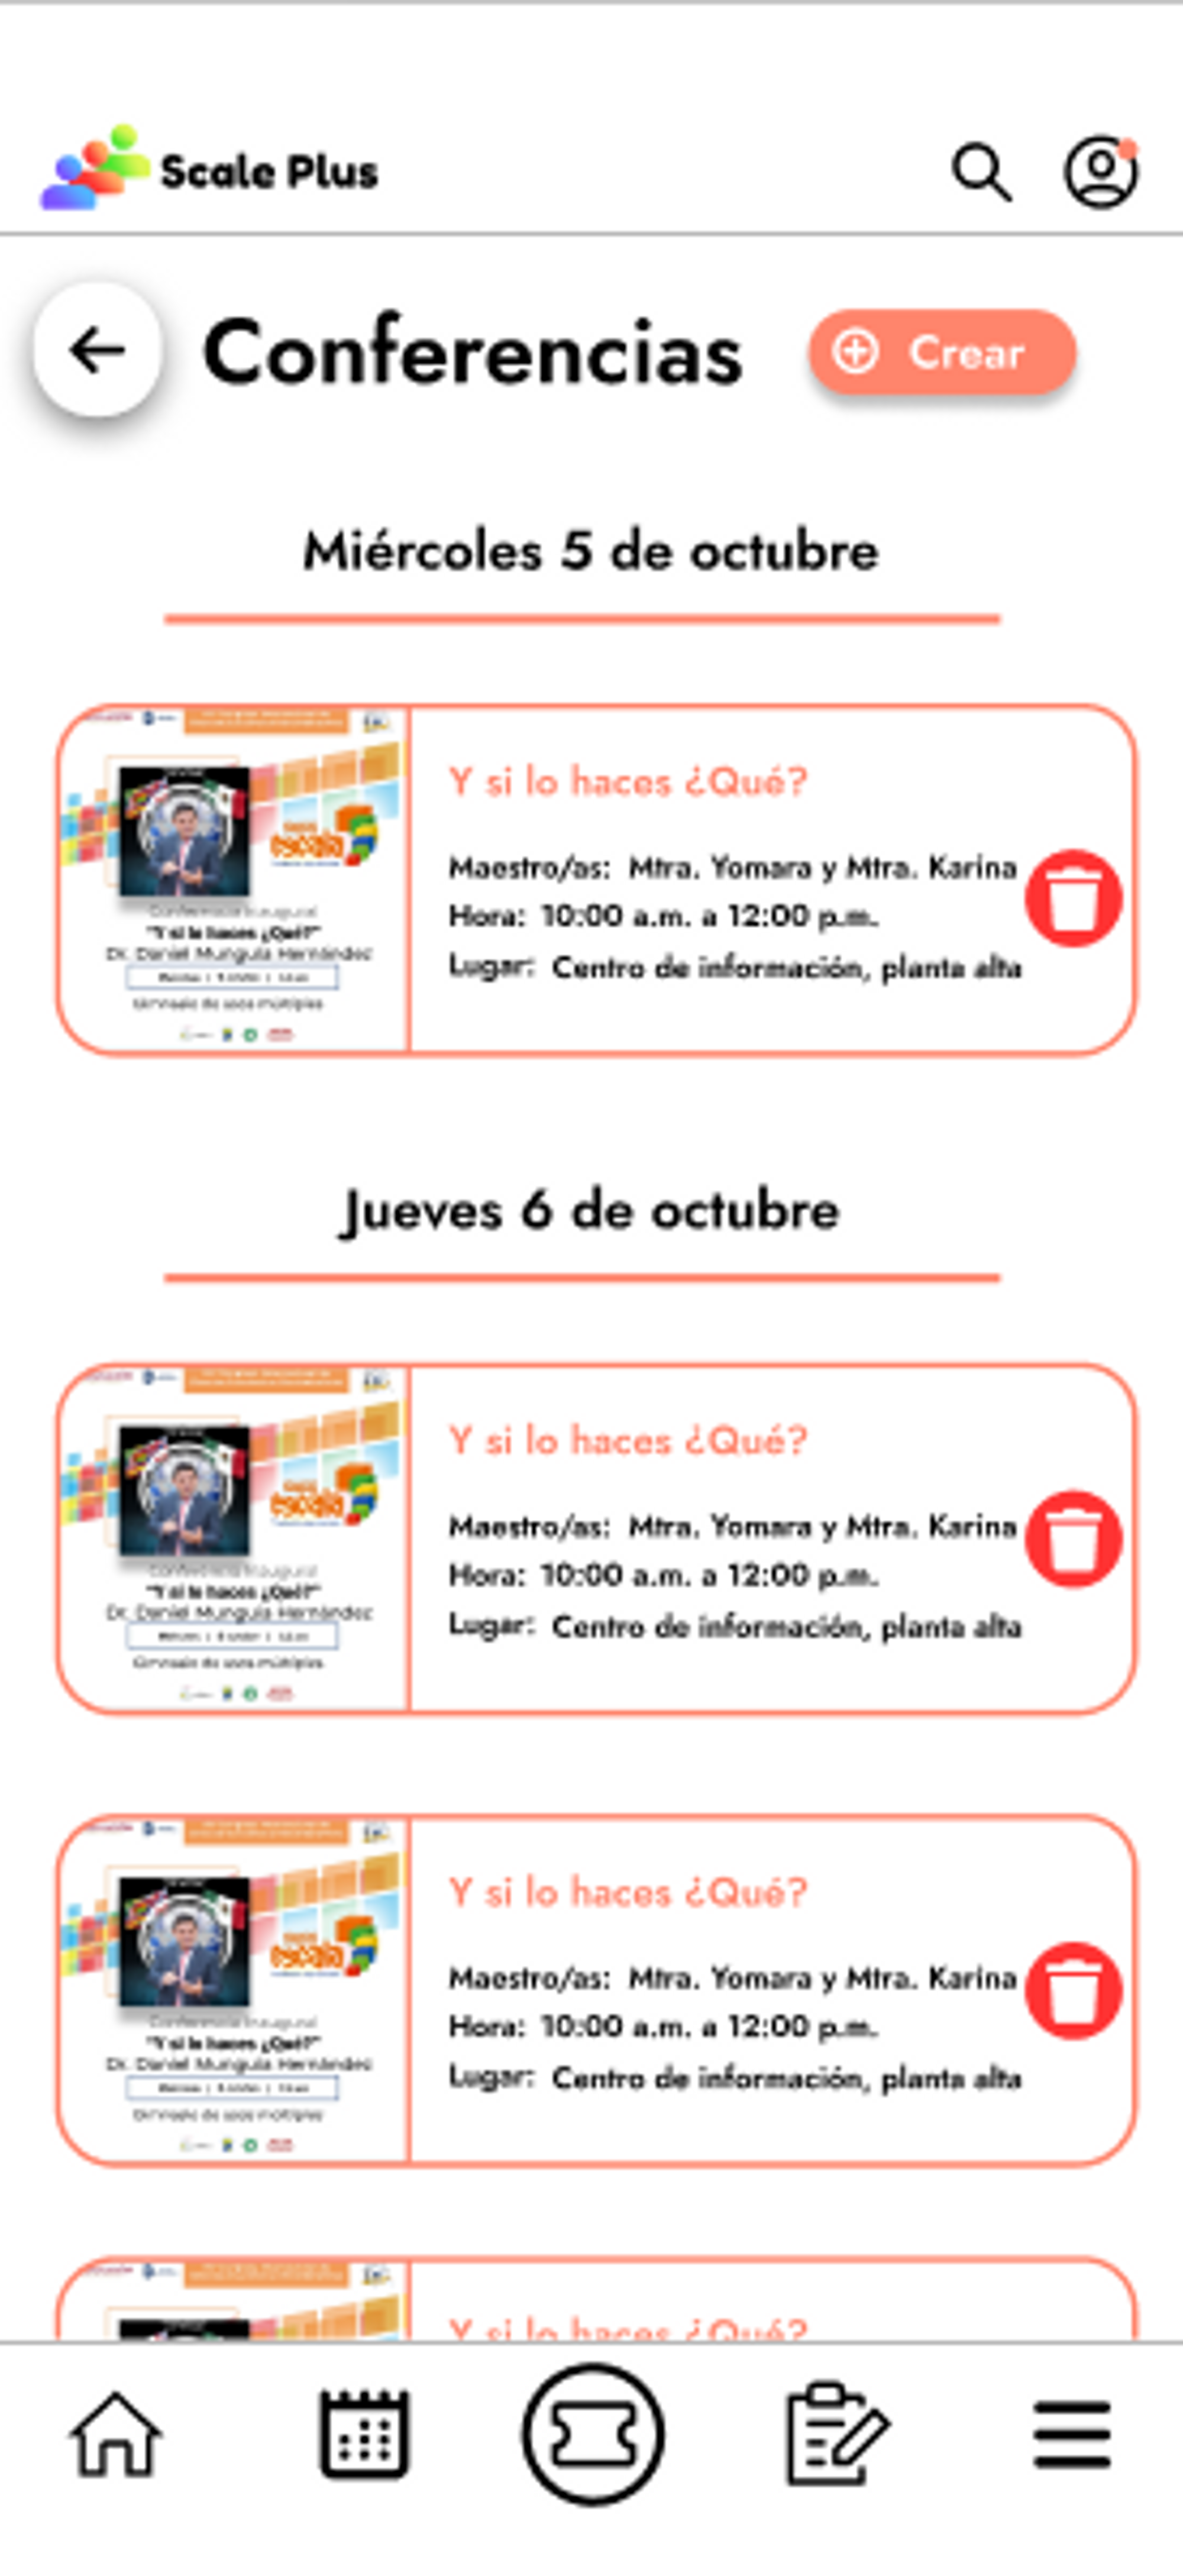 Scale Plus
Conferencias
Crear
Miércoles 5 de octubre
Y si lo haces ¿Qué?
Maestro/as: Mtra. Yomara y Mtra. Karina
Hora: 10:00 a.m. a 12:00 p.m.
Lugar: Centro de información, planta alta
escala
Conferencia Inaugural
"Y si lo haces ¿Qué?"
Dr. Daniel Munguía Hernández
Gimnasio de usos múltiples
Jueves 6 de octubre
Y si lo haces ¿Qué?
Maestro/as: Mtra. Yomara y Mtra. Karina
Hora: 10:00 a.m. a 12:00 p.m.
Lugar: Centro de información, planta alta
escala
Conferencia Inaugural
"Y si lo haces ¿Qué?"
Dr. Daniel Munguía Hernández
Gimnasio de usos múltiples
Y si lo haces ¿Qué?
Maestro/as: Mtra. Yomara y Mtra. Karina
Hora: 10:00 a.m. a 12:00 p.m.
Lugar: Centro de información, planta alta
escala
Conferencia Inaugural
"Y si lo haces ¿Qué?"
Dr. Daniel Munguía Hernández
Gimnasio de usos múltiples
Y si lo haces ¿Qué?